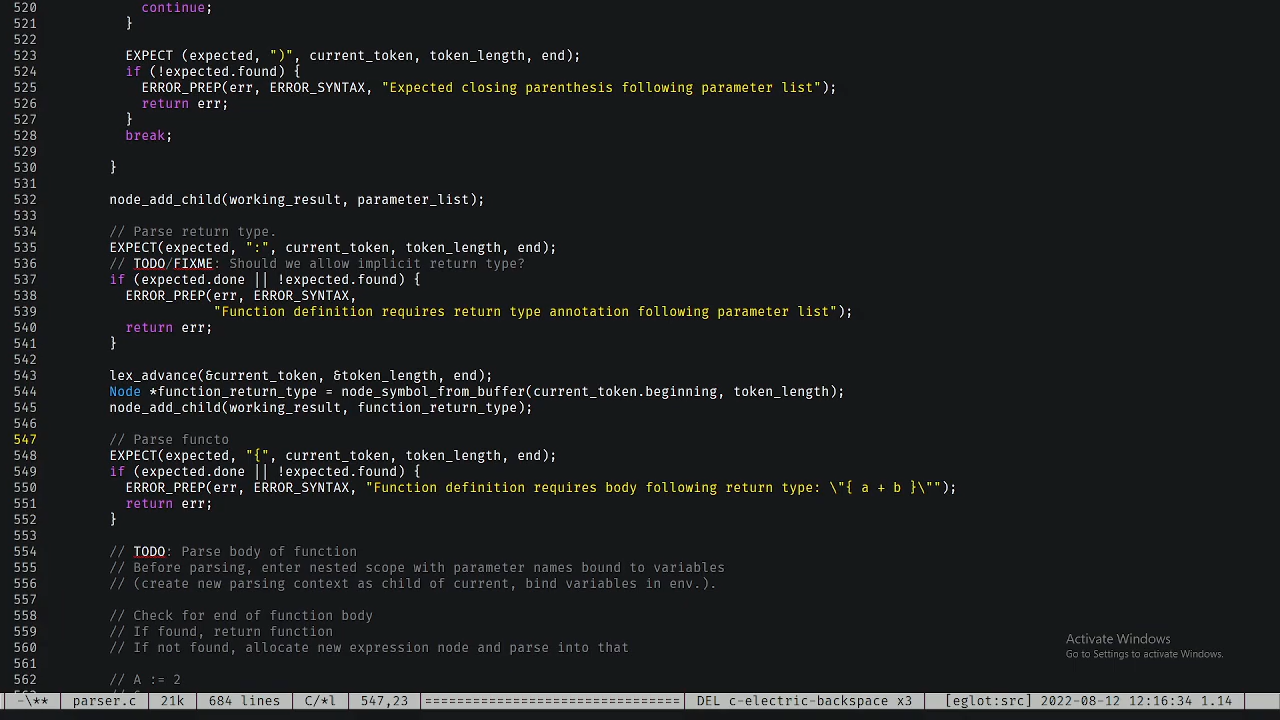 520             continue;
521           }
522
523           EXPECT (expected, ")", current_token, token_length, end);
524           if (!expected.found) {
525             ERROR_PREP(err, ERROR_SYNTAX, "Expected closing parenthesis following parameter list");
526             return err;
527           }
528           break;
529
530         }
531
532         node_add_child(working_result, parameter_list);
533
534         // Parse return type.
535         EXPECT(expected, ":", current_token, token_length, end);
536         // TODO/FIXME: Should we allow implicit return type?
537         if (expected.done || !expected.found) {
538           ERROR_PREP(err, ERROR_SYNTAX,
539                      "Function definition requires return type annotation following parameter list");
540           return err;
541         }
542
543         lex_advance(&current_token, &token_length, end);
544         Node *function_return_type = node_symbol_from_buffer(current_token.beginning, token_length);
545         node_add_child(working_result, function_return_type);
546
547         // Parse functo
548         EXPECT(expected, "{", current_token, token_length, end);
549         if (expected.done || !expected.found) {
550           ERROR_PREP(err, ERROR_SYNTAX, "Function definition requires body following return type: \"{ a + b }\"");
551           return err;
552         }
553
554         // TODO: Parse body of function
555         // Before parsing, enter nested scope with parameter names bound to variables
556         // (create new parsing context as child of current, bind variables in env.).
557
558         // Check for end of function body
559         // If found, return function
560         // If not found, allocate new expression node and parse into that
561
562         // A := 2
Activate Windows
Go to Settings to activate Windows.
-\** parser.c 21k 684 lines C/*l 547,23 ================================ DEL c-electric-backspace x3 [eglot:src] 2022-08-12 12:16:34 1.14